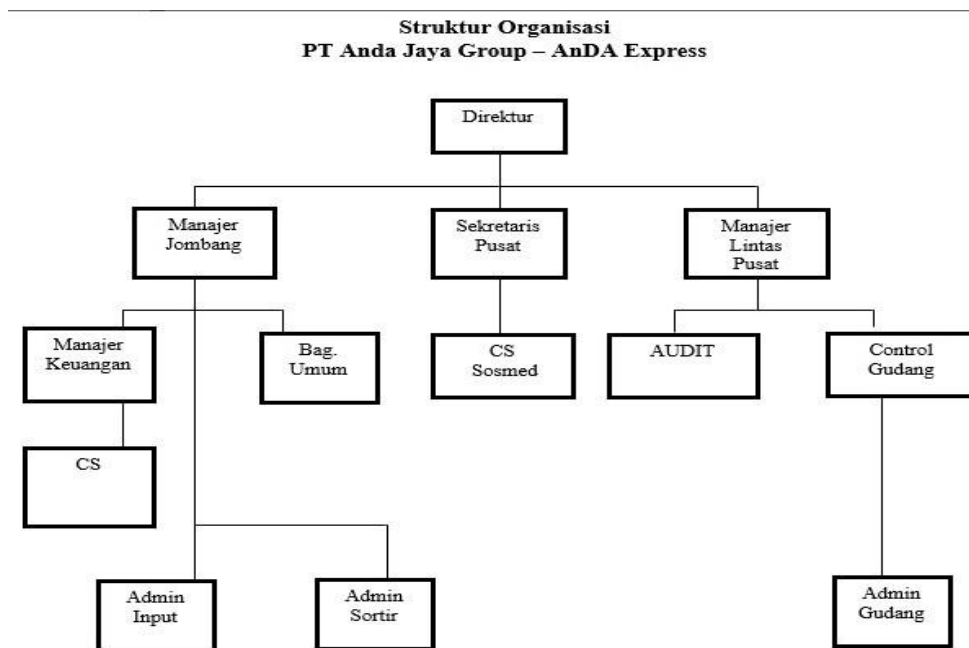 Struktur Organisasi
PT Anda Jaya Group – AnDA Express
Direktur
Manajer
Jombang
Sekretaris
Pusat
Manajer
Lintas
Pusat
Manajer
Keuangan
Bag.
Umum
CS
Sosmed
AUDIT
Control
Gudang
CS
Admin
Input
Admin
Sortir
Admin
Gudang